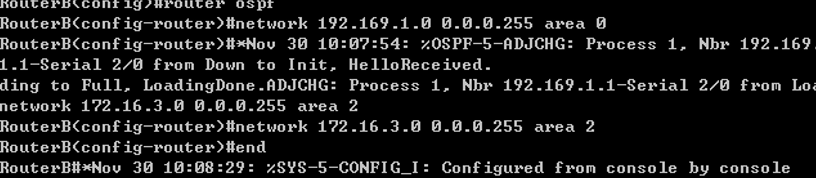 RouterB(config)#router ospf
RouterB(config-router)#network 192.169.1.0 0.0.0.255 area 0
RouterB(config-router)#*Nov 30 10:07:54: %OSPF-5-ADJCHG: Process 1, Nbr 192.169.
1.1-Serial 2/0 from Down to Init, HelloReceived.
ding to Full, LoadingDone.ADJCHG: Process 1, Nbr 192.169.1.1-Serial 2/0 from Loa
network 172.16.3.0 0.0.0.255 area 2
RouterB(config-router)#network 172.16.3.0 0.0.0.255 area 2
RouterB(config-router)#end
RouterB#*Nov 30 10:08:29: %SYS-5-CONFIG_I: Configured from console by console